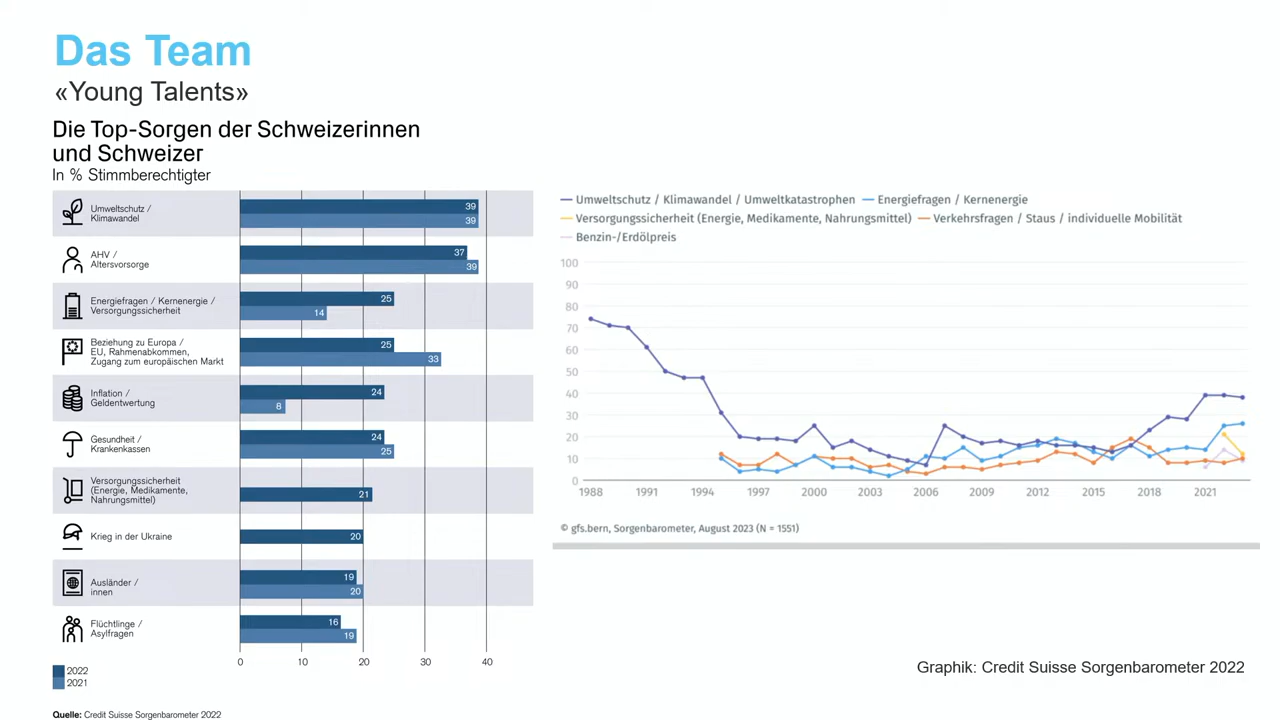 Das Team
«Young Talents»
Die Top-Sorgen der Schweizerinnen
und Schweizer
In % Stimmberechtigter
Umweltschutz /
Klimawandel
39
39
AHV /
Altersvorsorge
37
39
Energiefragen / Kernenergie /
Versorgungssicherheit
25
14
Beziehung zu Europa /
EU, Rahmenabkommen,
Zugang zum europäischen Markt
25
33
Inflation /
Geldentwertung
24
8
Gesundheit /
Krankenkassen
24
25
Versorgungssicherheit
(Energie, Medikamente,
Nahrungsmittel)
21
Krieg in der Ukraine
20
Ausländer /
innen
19
20
Flüchtlinge /
Asylfragen
16
19
0 10 20 30 40
2022
2021
Quelle: Credit Suisse Sorgenbarometer 2022
Umweltschutz / Klimawandel / Umweltkatastrophen Energiefragen / Kernenergie
Versorgungssicherheit (Energie, Medikamente, Nahrungsmittel) Verkehrsfragen / Staus / individuelle Mobilität
Benzin-/Erdölpreis
100
90
80
70
60
50
40
30
20
10
0
1988 1991 1994 1997 2000 2003 2006 2009 2012 2015 2018 2021
© gfs.bern, Sorgenbarometer, August 2023 (N = 1551)
Graphik: Credit Suisse Sorgenbarometer 2022